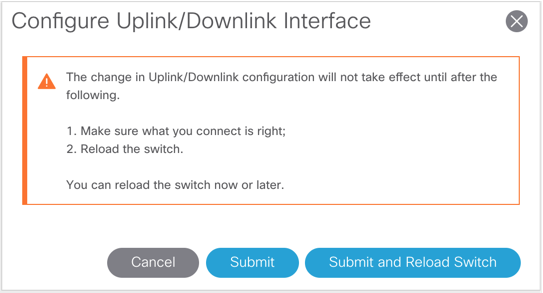 Configure Uplink/Downlink Interface
The change in Uplink/Downlink configuration will not take effect until after the
following.
1. Make sure what you connect is right;
2. Reload the switch.
You can reload the switch now or later.
Cancel Submit Submit and Reload Switch